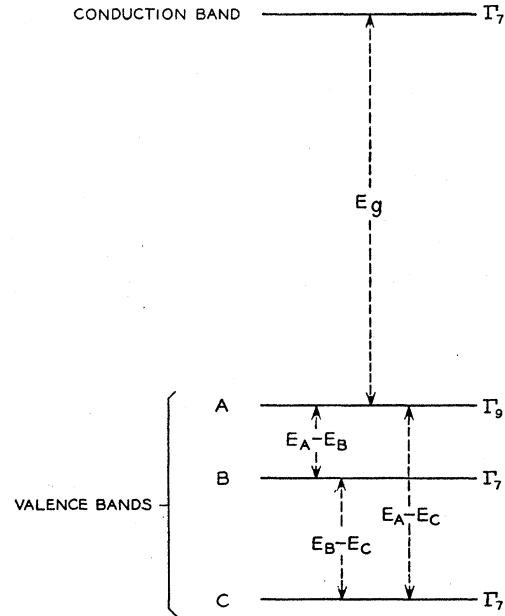 CONDUCTION BAND
Γ7
Eg
A
Γ9
EA–EB
B
Γ7
VALENCE BANDS
EA–EC
EB–EC
C
Γ7